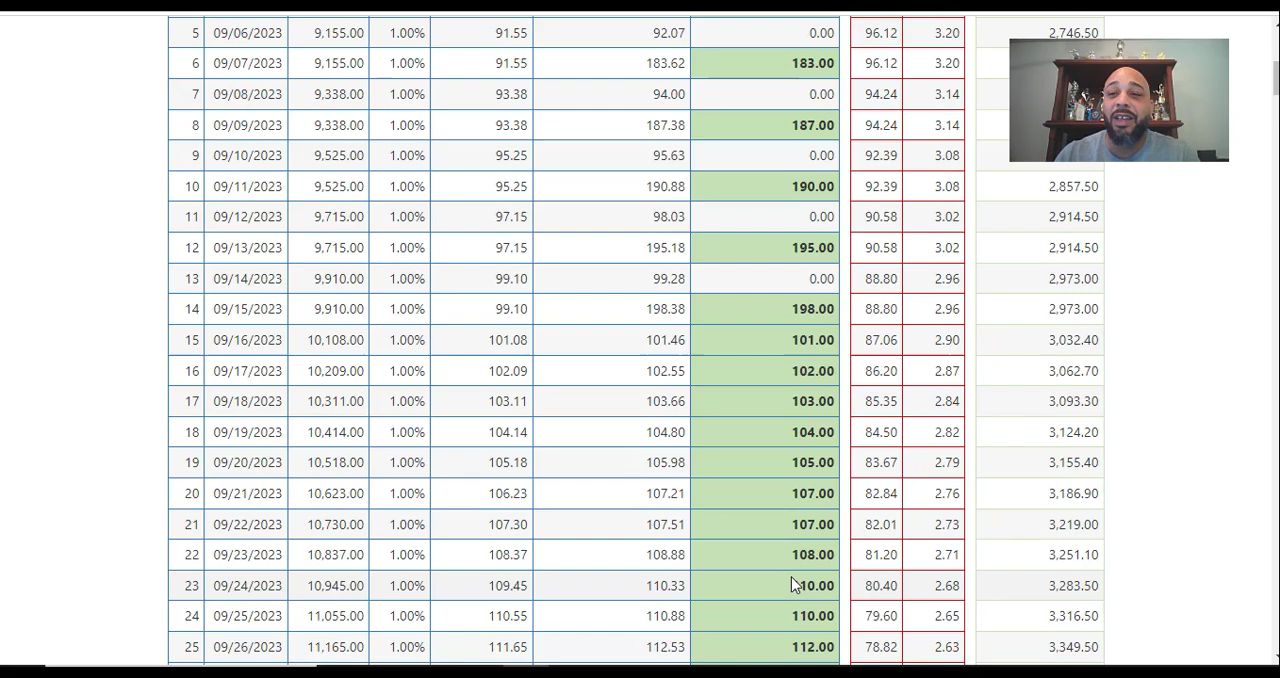 5 09/06/2023 9,155.00 1.00% 91.55 92.07 0.00 96.12 3.20 2,746.50
6 09/07/2023 9,155.00 1.00% 91.55 183.62 183.00 96.12 3.20
7 09/08/2023 9,338.00 1.00% 93.38 94.00 0.00 94.24 3.14
8 09/09/2023 9,338.00 1.00% 93.38 187.38 187.00 94.24 3.14
9 09/10/2023 9,525.00 1.00% 95.25 95.63 0.00 92.39 3.08
10 09/11/2023 9,525.00 1.00% 95.25 190.88 190.00 92.39 3.08 2,857.50
11 09/12/2023 9,715.00 1.00% 97.15 98.03 0.00 90.58 3.02 2,914.50
12 09/13/2023 9,715.00 1.00% 97.15 195.18 195.00 90.58 3.02 2,914.50
13 09/14/2023 9,910.00 1.00% 99.10 99.28 0.00 88.80 2.96 2,973.00
14 09/15/2023 9,910.00 1.00% 99.10 198.38 198.00 88.80 2.96 2,973.00
15 09/16/2023 10,108.00 1.00% 101.08 101.46 101.00 87.06 2.90 3,032.40
16 09/17/2023 10,209.00 1.00% 102.09 102.55 102.00 86.20 2.87 3,062.70
17 09/18/2023 10,311.00 1.00% 103.11 103.66 103.00 85.35 2.84 3,093.30
18 09/19/2023 10,414.00 1.00% 104.14 104.80 104.00 84.50 2.82 3,124.20
19 09/20/2023 10,518.00 1.00% 105.18 105.98 105.00 83.67 2.79 3,155.40
20 09/21/2023 10,623.00 1.00% 106.23 107.21 107.00 82.84 2.76 3,186.90
21 09/22/2023 10,730.00 1.00% 107.30 107.51 107.00 82.01 2.73 3,219.00
22 09/23/2023 10,837.00 1.00% 108.37 108.88 108.00 81.20 2.71 3,251.10
23 09/24/2023 10,945.00 1.00% 109.45 110.33 110.00 80.40 2.68 3,283.50
24 09/25/2023 11,055.00 1.00% 110.55 110.88 110.00 79.60 2.65 3,316.50
25 09/26/2023 11,165.00 1.00% 111.65 112.53 112.00 78.82 2.63 3,349.50